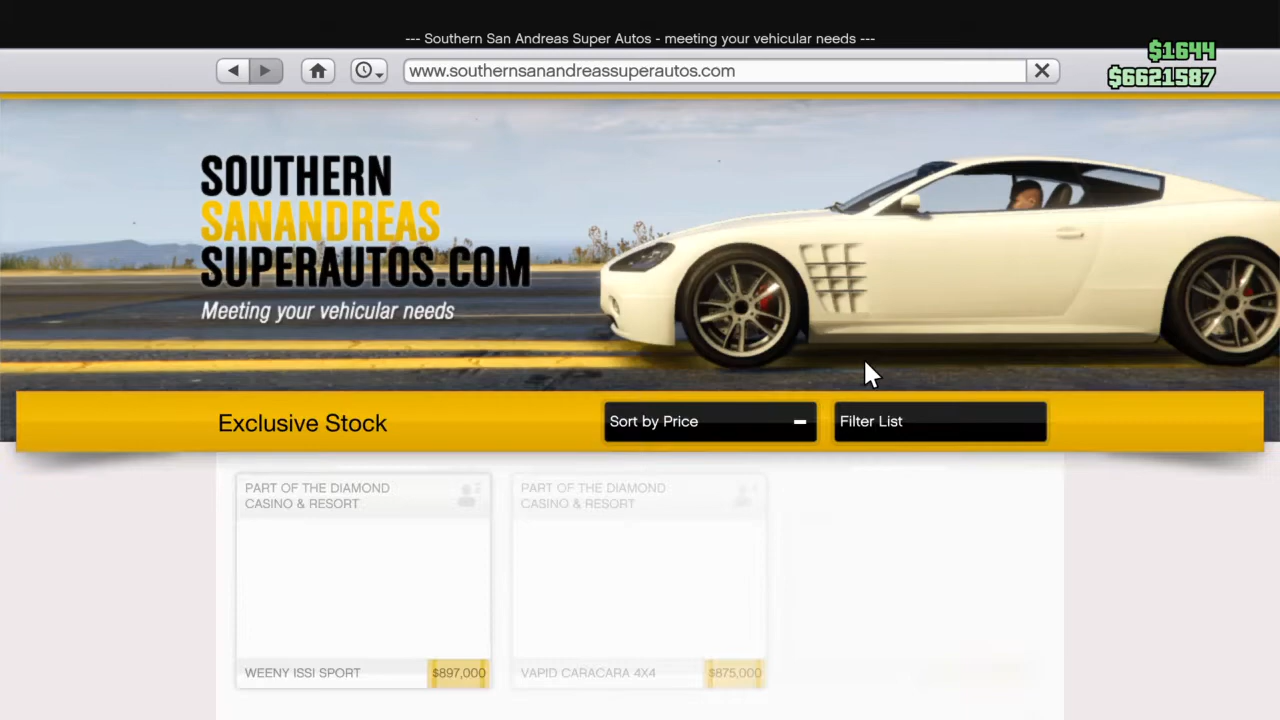 --- Southern San Andreas Super Autos - meeting your vehicular needs ---
www.southernsanandreassuperautos.com
$1644
$6621587
SOUTHERN
SANANDREAS
SUPERAUTOS.COM
Meeting your vehicular needs
Exclusive Stock
Sort by Price
Filter List
PART OF THE DIAMOND
CASINO & RESORT
PART OF THE DIAMOND
CASINO & RESORT
WEENY ISSI SPORT
$897,000
VAPID CARACARA 4X4
$875,000